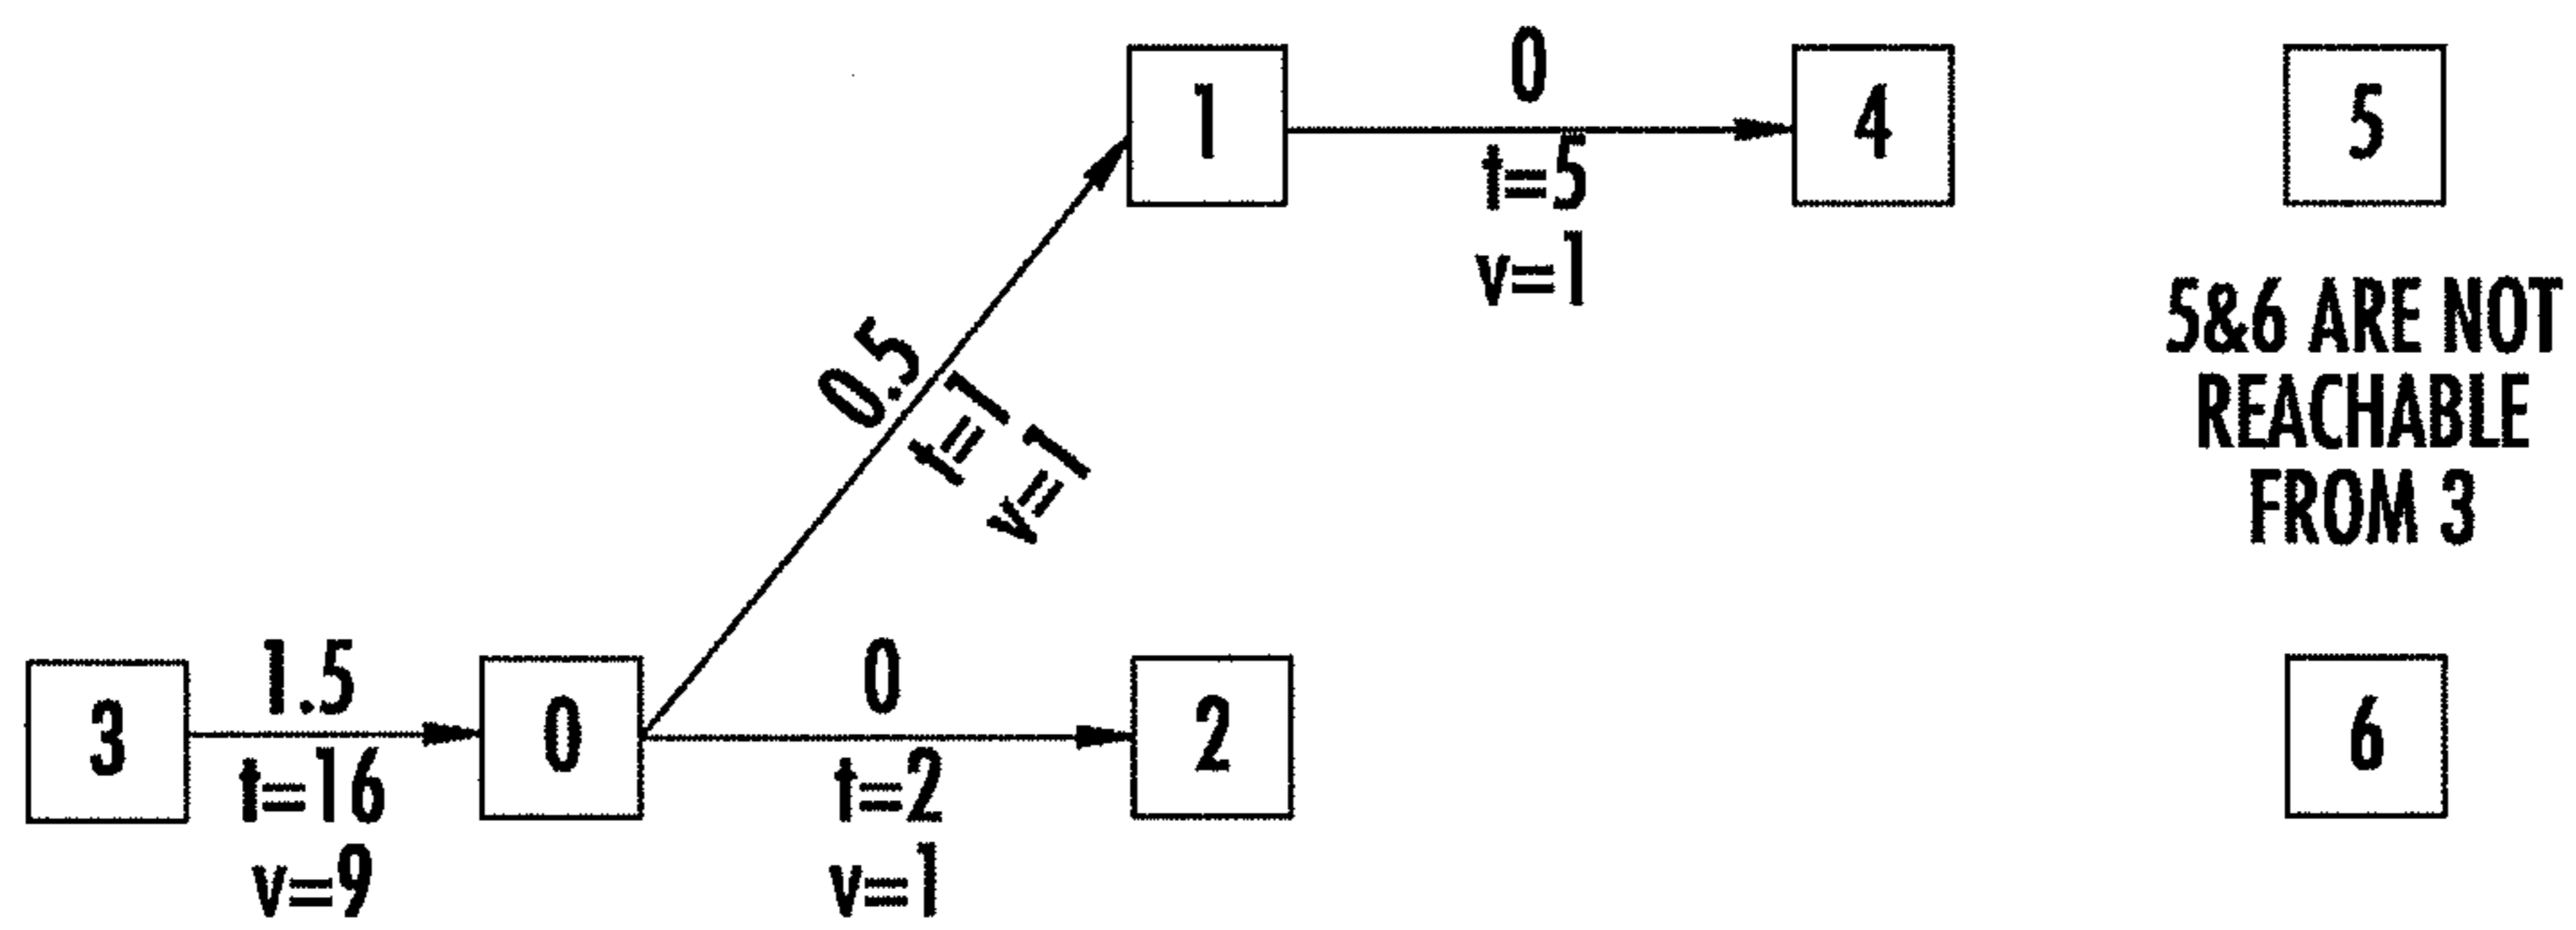 1
0
t=5
v=1
4
5
5&6 ARE NOT
REACHABLE
FROM 3
0.5
t=1
v=1
3
1.5
t=16
v=9
0
0
t=2
v=1
2
6